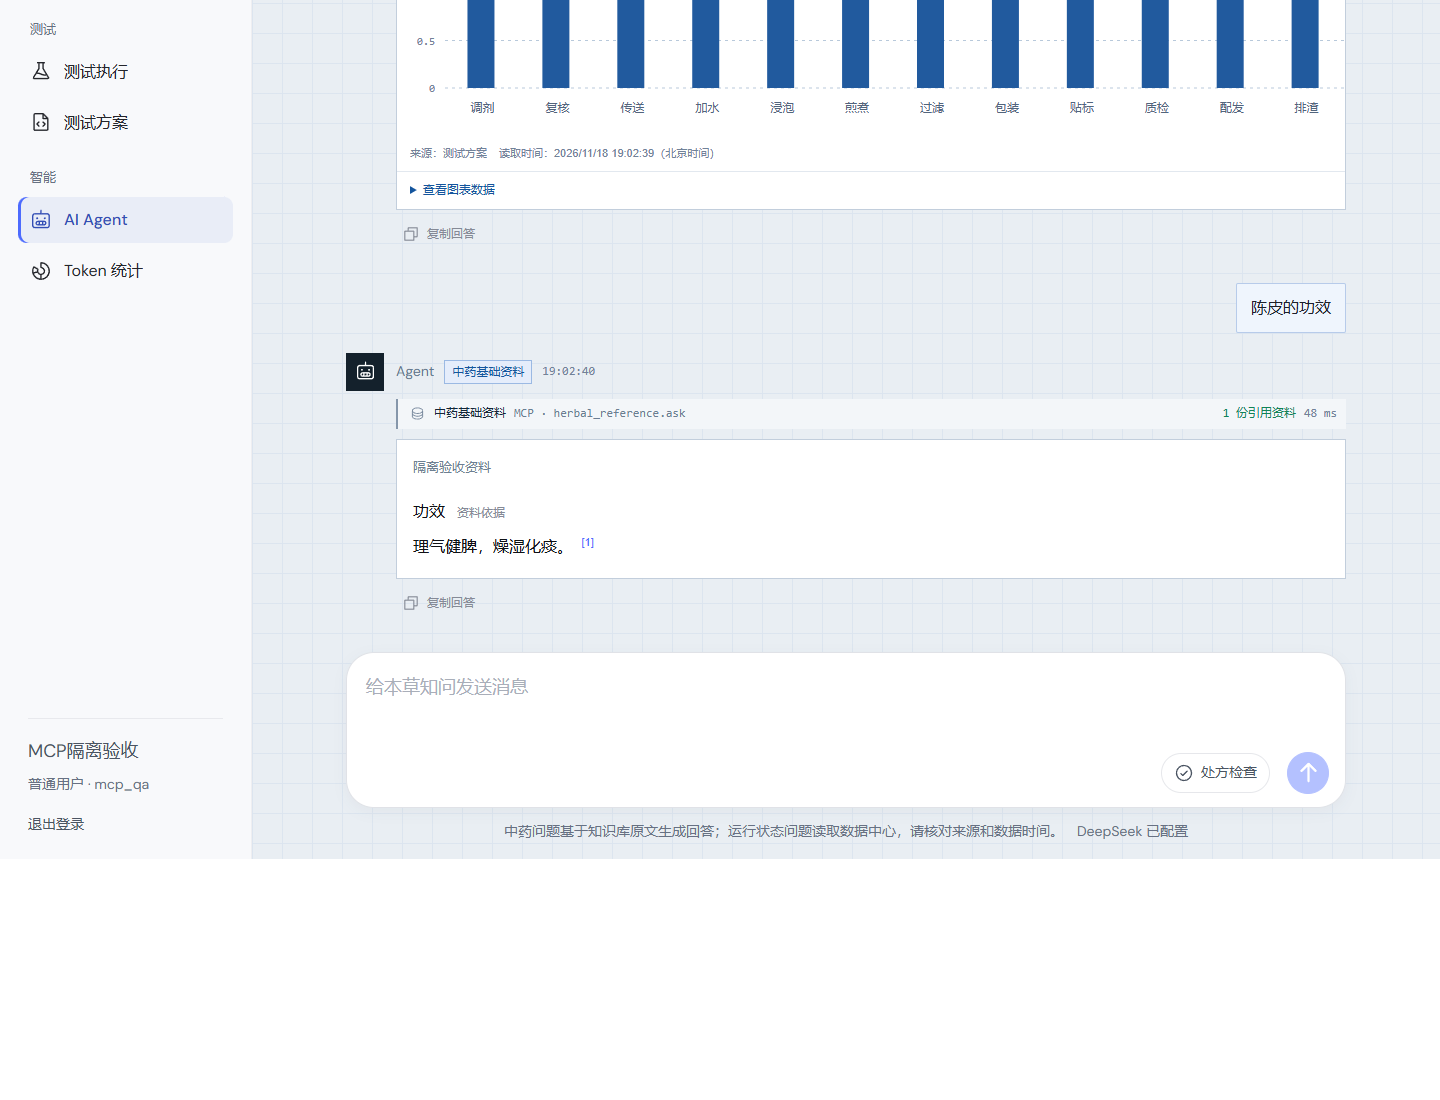 测试
测试执行
测试方案
智能
AI Agent
Token 统计
MCP隔离验收
普通用户 · mcp_qa
退出登录
0.5
0
调剂 复核 传送 加水 浸泡 煎煮 过滤 包装 贴标 质检 配发 排渣
来源：测试方案 读取时间：2026/11/18 19:02:39（北京时间）
查看图表数据
复制回答
陈皮的功效
Agent 中药基础资料 19:02:40
中药基础资料 MCP · herbal_reference.ask 1 份引用资料 48 ms
隔离验收资料
功效 资料依据
理气健脾，燥湿化痰。 [1]
复制回答
给本草知问发送消息
处方检查
中药问题基于知识库原文生成回答；运行状态问题读取数据中心，请核对来源和数据时间。 DeepSeek 已配置